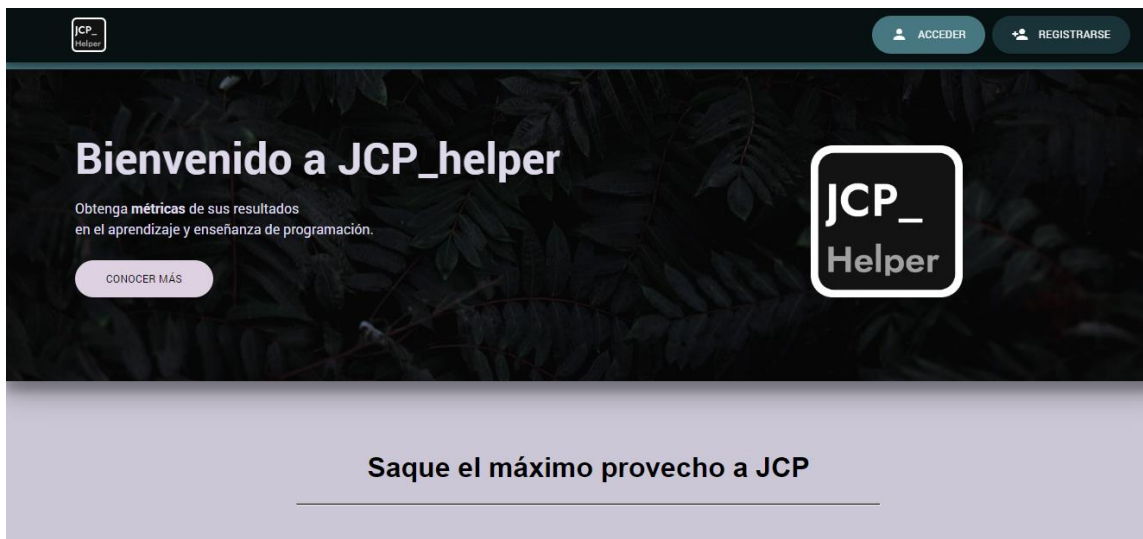 JCP_
Helper
ACCEDER
REGISTRARSE
Bienvenido a JCP_helper
Obtenga métricas de sus resultados
en el aprendizaje y enseñanza de programación.
CONOCER MÁS
JCP_
Helper
Saque el máximo provecho a JCP